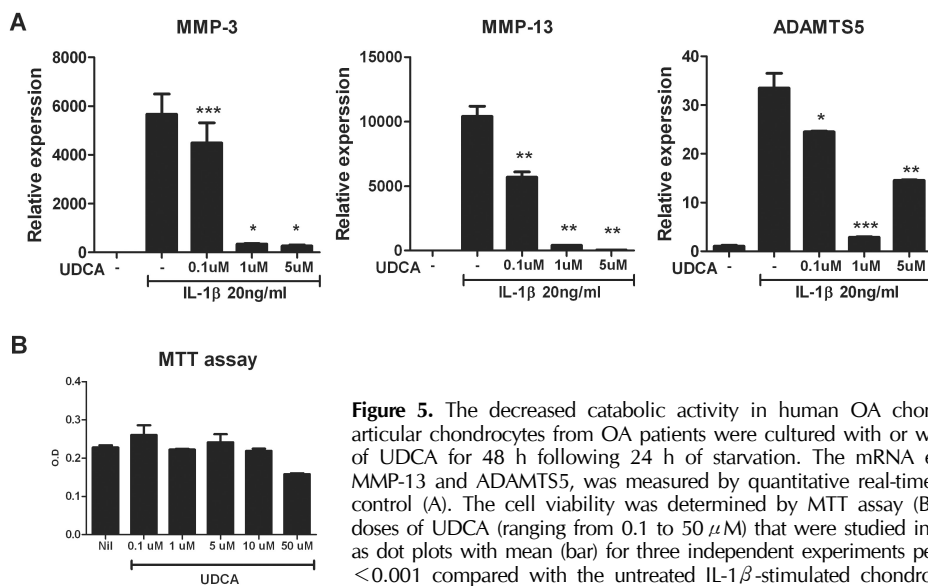 A
MMP-3
MMP-13
ADAMTS5
Relative experssion
8000
6000
4000
2000
0
***
*
*
UDCA
-
-
0.1uM
1uM
5uM
IL-1β 20ng/ml
Relative experssion
15000
10000
5000
0
**
**
**
UDCA
-
-
0.1uM
1uM
5uM
IL-1β 20ng/ml
Relative experssion
40
30
20
10
0
*
***
**
UDCA
-
-
0.1uM
1uM
5uM
IL-1β 20ng/ml
B
MTT assay
O.D
0.4
0.3
0.2
0.1
0.0
Nil
0.1 uM
1 uM
5 uM
10 uM
50 uM
UDCA
Figure 5. The decreased catabolic activity in human OA chon
articular chondrocytes from OA patients were cultured with or w
of UDCA for 48 h following 24 h of starvation. The mRNA e
MMP-13 and ADAMTS5, was measured by quantitative real-time
control (A). The cell viability was determined by MTT assay (B
doses of UDCA (ranging from 0.1 to 50 μM) that were studied in
as dot plots with mean (bar) for three independent experiments pe
<0.001 compared with the untreated IL-1β-stimulated chondro